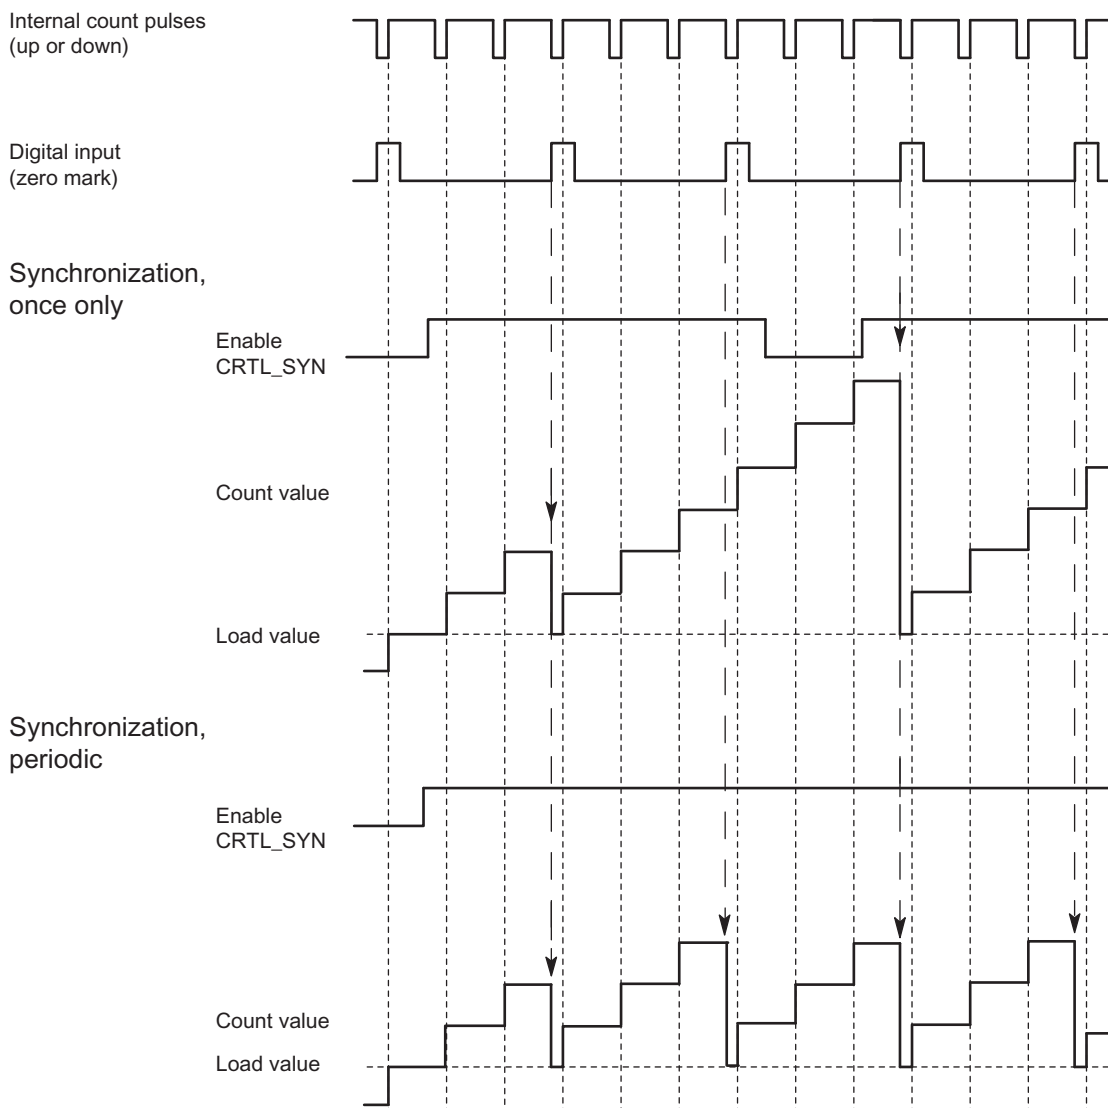 Internal count pulses
(up or down)
Digital input
(zero mark)
Synchronization,
once only
Enable
CRTL_SYN
Count value
Load value
Synchronization,
periodic
Enable
CRTL_SYN
Count value
Load value